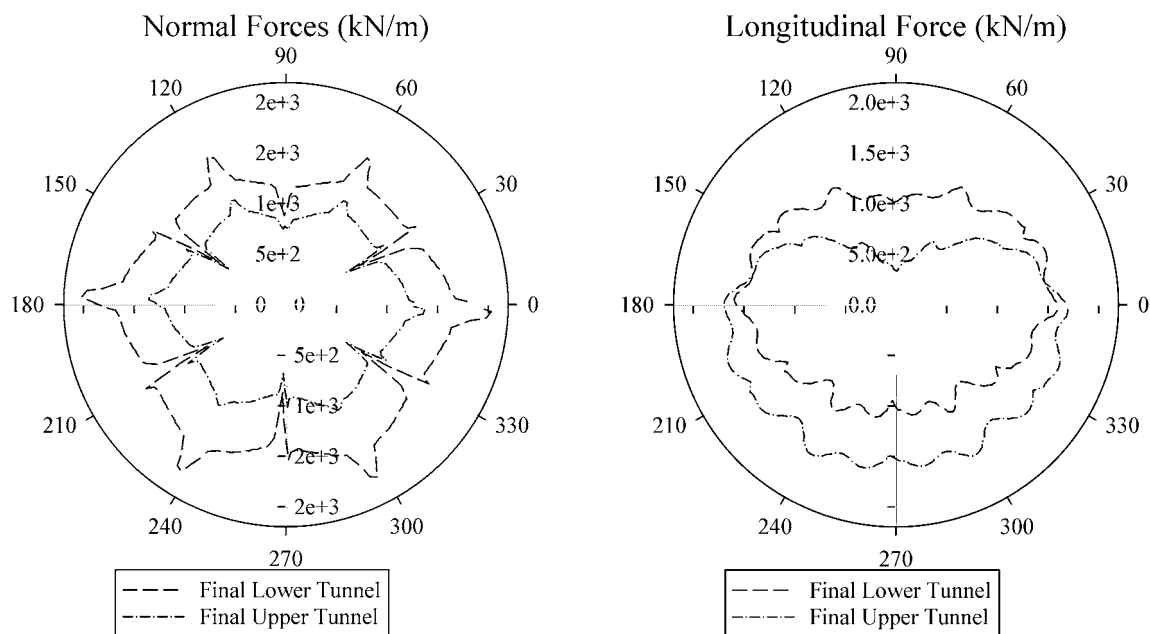 Normal Forces (kN/m)
90
120
60
2e+3
150
2e+3
30
1e+3
5e+2
180
0
0
0
5e+2
210
1e+3
330
2e+3
2e+3
240
300
270
Final Lower Tunnel
Final Upper Tunnel
Longitudinal Force (kN/m)
90
120
60
2.0e+3
150
1.5e+3
30
1.0e+3
5.0e+2
180
0.0
0
210
330
240
300
270
Final Lower Tunnel
Final Upper Tunnel